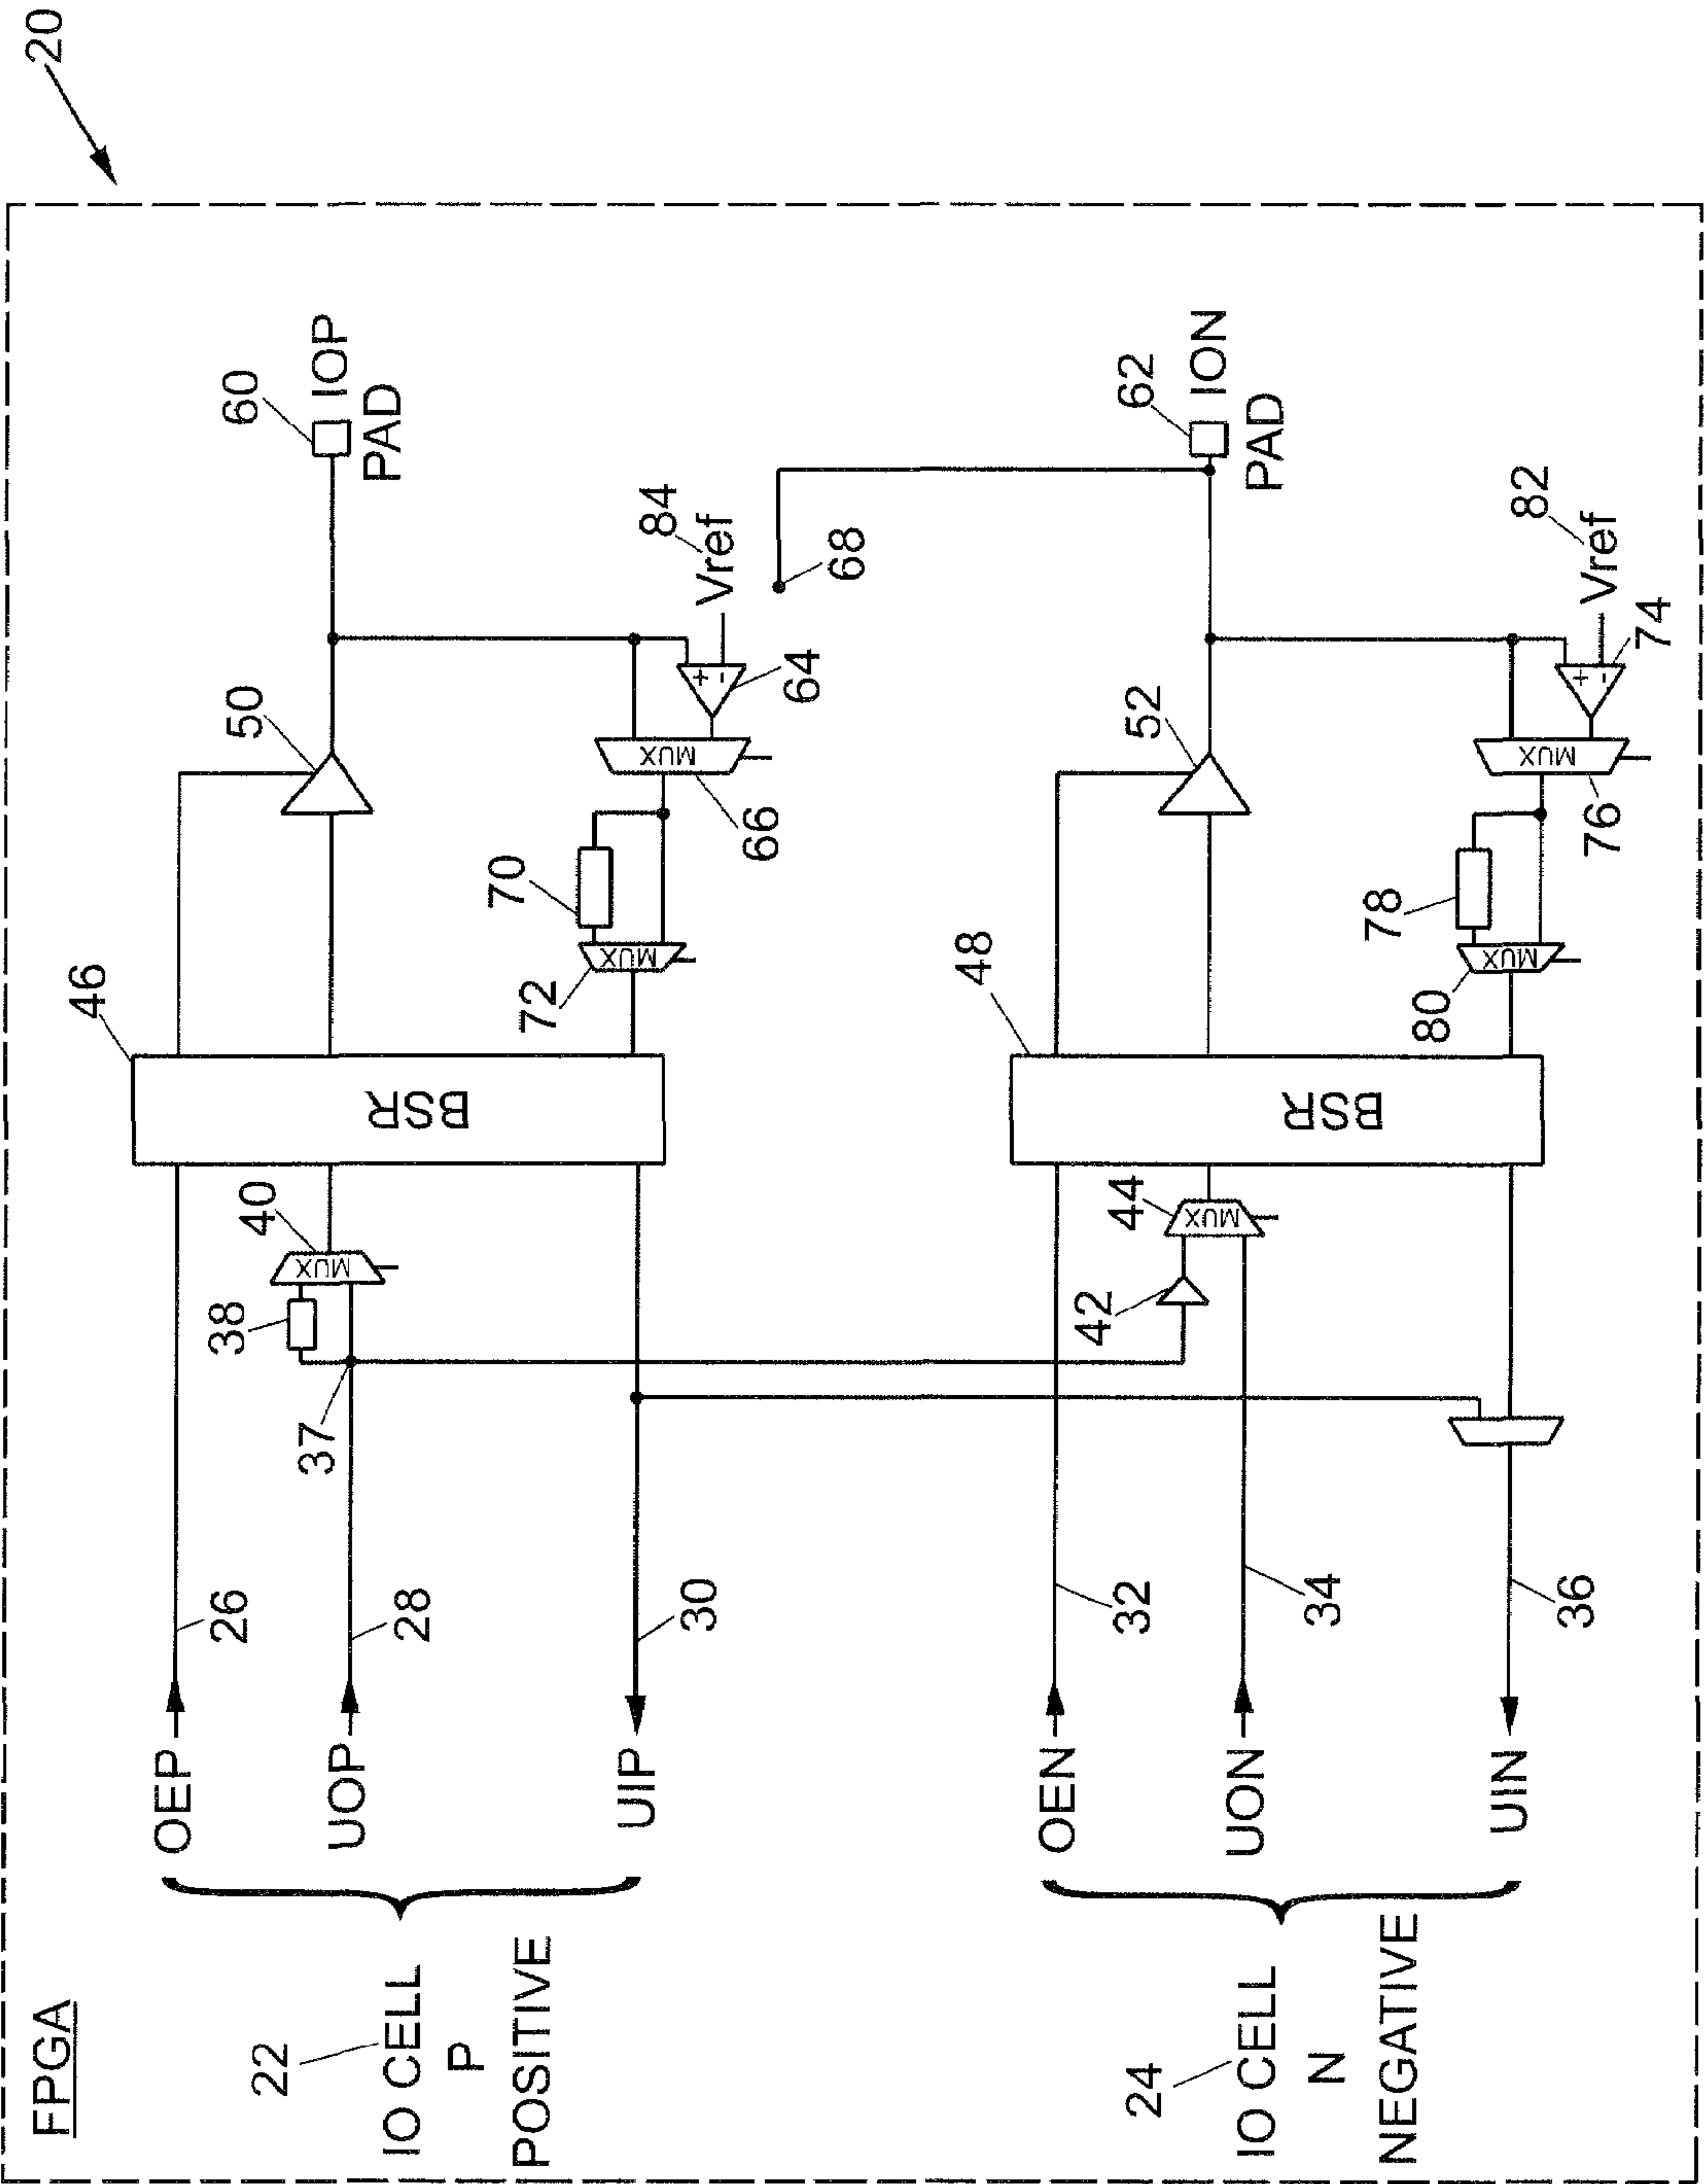 FPGA
20
22
IO CELL
P
POSITIVE
OEP
26
UOP
28
UIP
30
37
38
40
MUX
46
BSR
50
60
IOP
PAD
70
72
MUX
66
MUX
64
+
-
84
Vref
68
24
IO CELL
N
NEGATIVE
OEN
32
UON
34
UIN
36
42
44
MUX
48
BSR
52
62
ION
PAD
78
80
MUX
76
MUX
74
+
-
82
Vref